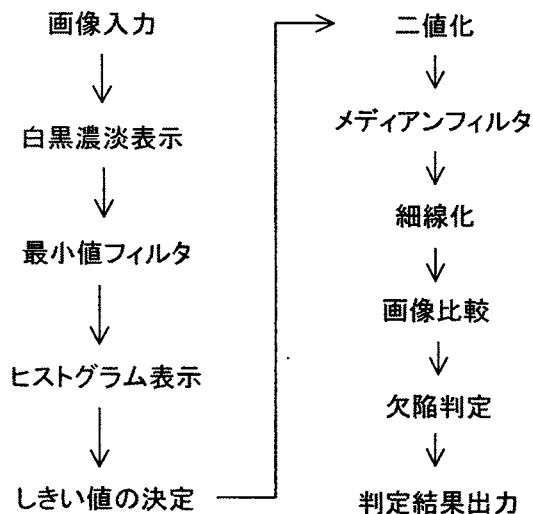 画像入力
白黒濃淡表示
最小値フィルタ
ヒストグラム表示
しきい値の決定
二値化
メディアンフィルタ
細線化
画像比較
欠陥判定
判定結果出力